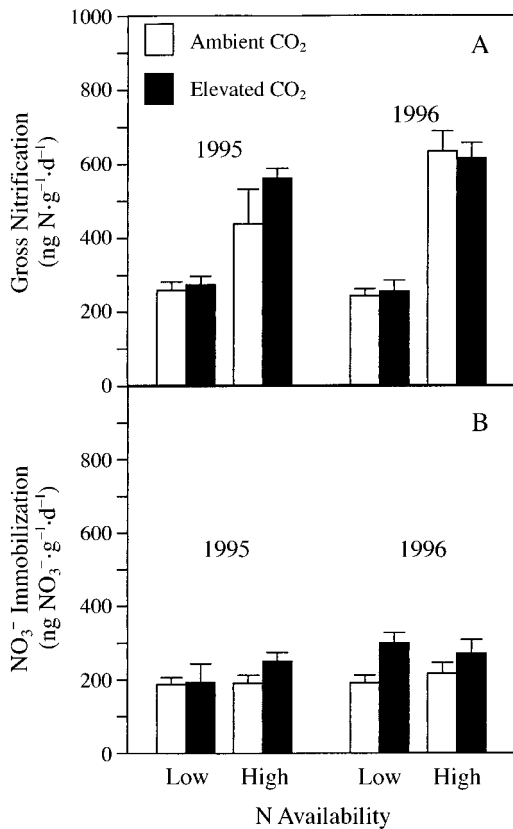 1000
800
600
400
200
0
Gross Nitrification
(ng N·g⁻¹·d⁻¹)
Ambient CO₂
Elevated CO₂
A
1995
1996
800
600
400
200
0
NO₃⁻ Immobilization
(ng NO₃⁻·g⁻¹·d⁻¹)
B
1995
1996
Low High Low High
N Availability